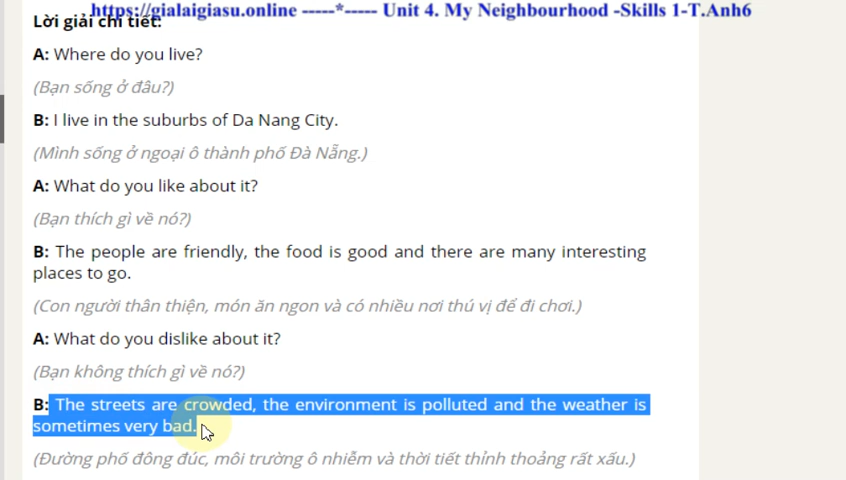 https://gialaigiasu.online -----*----- Unit 4. My Neighbourhood -Skills 1-T.Anh6
Lời giải chi tiết:
A: Where do you live?
(Bạn sống ở đâu?)
B: I live in the suburbs of Da Nang City.
(Mình sống ở ngoại ô thành phố Đà Nẵng.)
A: What do you like about it?
(Bạn thích gì về nó?)
B: The people are friendly, the food is good and there are many interesting
places to go.
(Con người thân thiện, món ăn ngon và có nhiều nơi thú vị để đi chơi.)
A: What do you dislike about it?
(Bạn không thích gì về nó?)
B: The streets are crowded, the environment is polluted and the weather is
sometimes very bad.
(Đường phố đông đúc, môi trường ô nhiễm và thời tiết thỉnh thoảng rất xấu.)